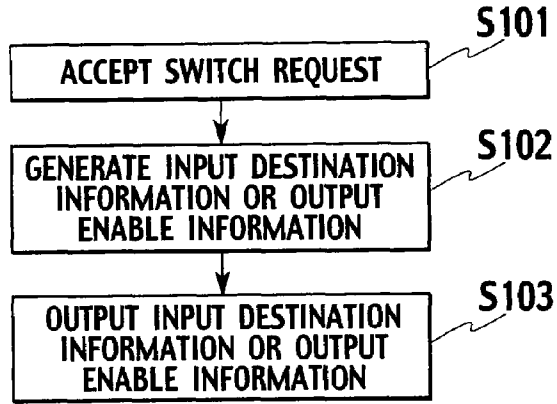 S101
ACCEPT SWITCH REQUEST
S102
GENERATE INPUT DESTINATION
INFORMATION OR OUTPUT
ENABLE INFORMATION
S103
OUTPUT INPUT DESTINATION
INFORMATION OR OUTPUT
ENABLE INFORMATION